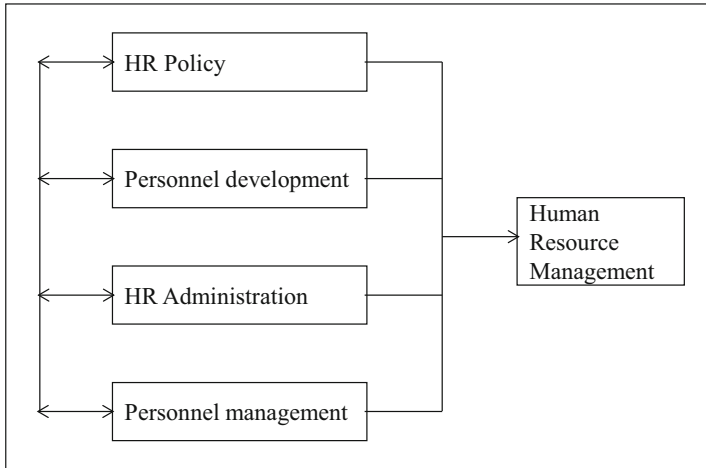 HR Policy
Personnel development
HR Administration
Personnel management
Human
Resource
Management